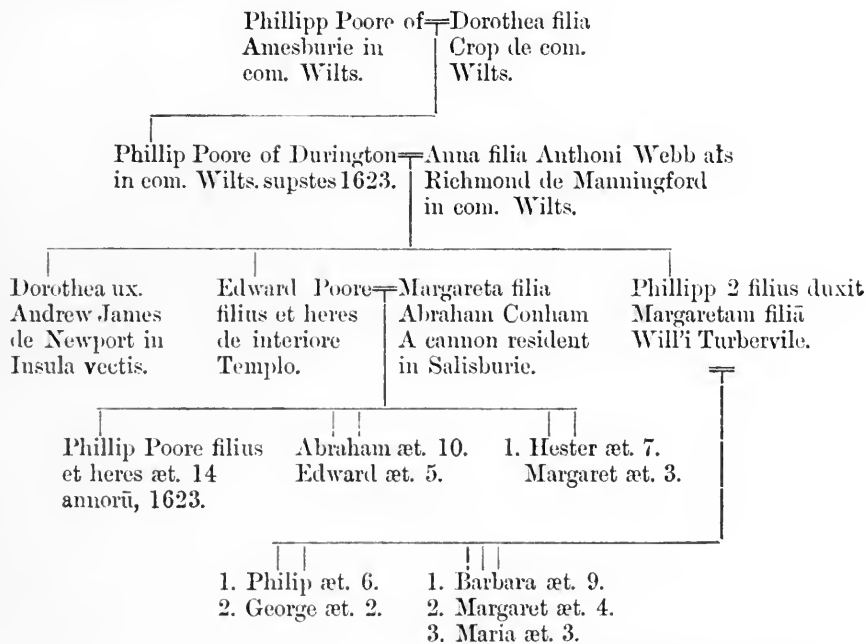 Phillipp Poore of
Amesburie in
com. Wilts.
Dorothea filia
Crop de com.
Wilts.
Phillip Poore of Durington
in com. Wilts. supstes 1623.
Anna filia Anthoni Webb ałs
Richmond de Manningford
in com. Wilts.
Dorothea ux.
Andrew James
de Newport in
Insula vectis.
Edward Poore
filius et heres
de interiore
Templo.
Margareta filia
Abraham Conham
A cannon resident
in Salisburie.
Phillipp 2 filius duxit
Margaretam filiā
Will'i Turbervile.
Phillip Poore filius
et heres æt. 14
annorū, 1623.
Abraham æt. 10.
Edward æt. 5.
1. Hester æt. 7.
Margaret æt. 3.
1. Philip æt. 6.
2. George æt. 2.
1. Barbara æt. 9.
2. Margaret æt. 4.
3. Maria æt. 3.